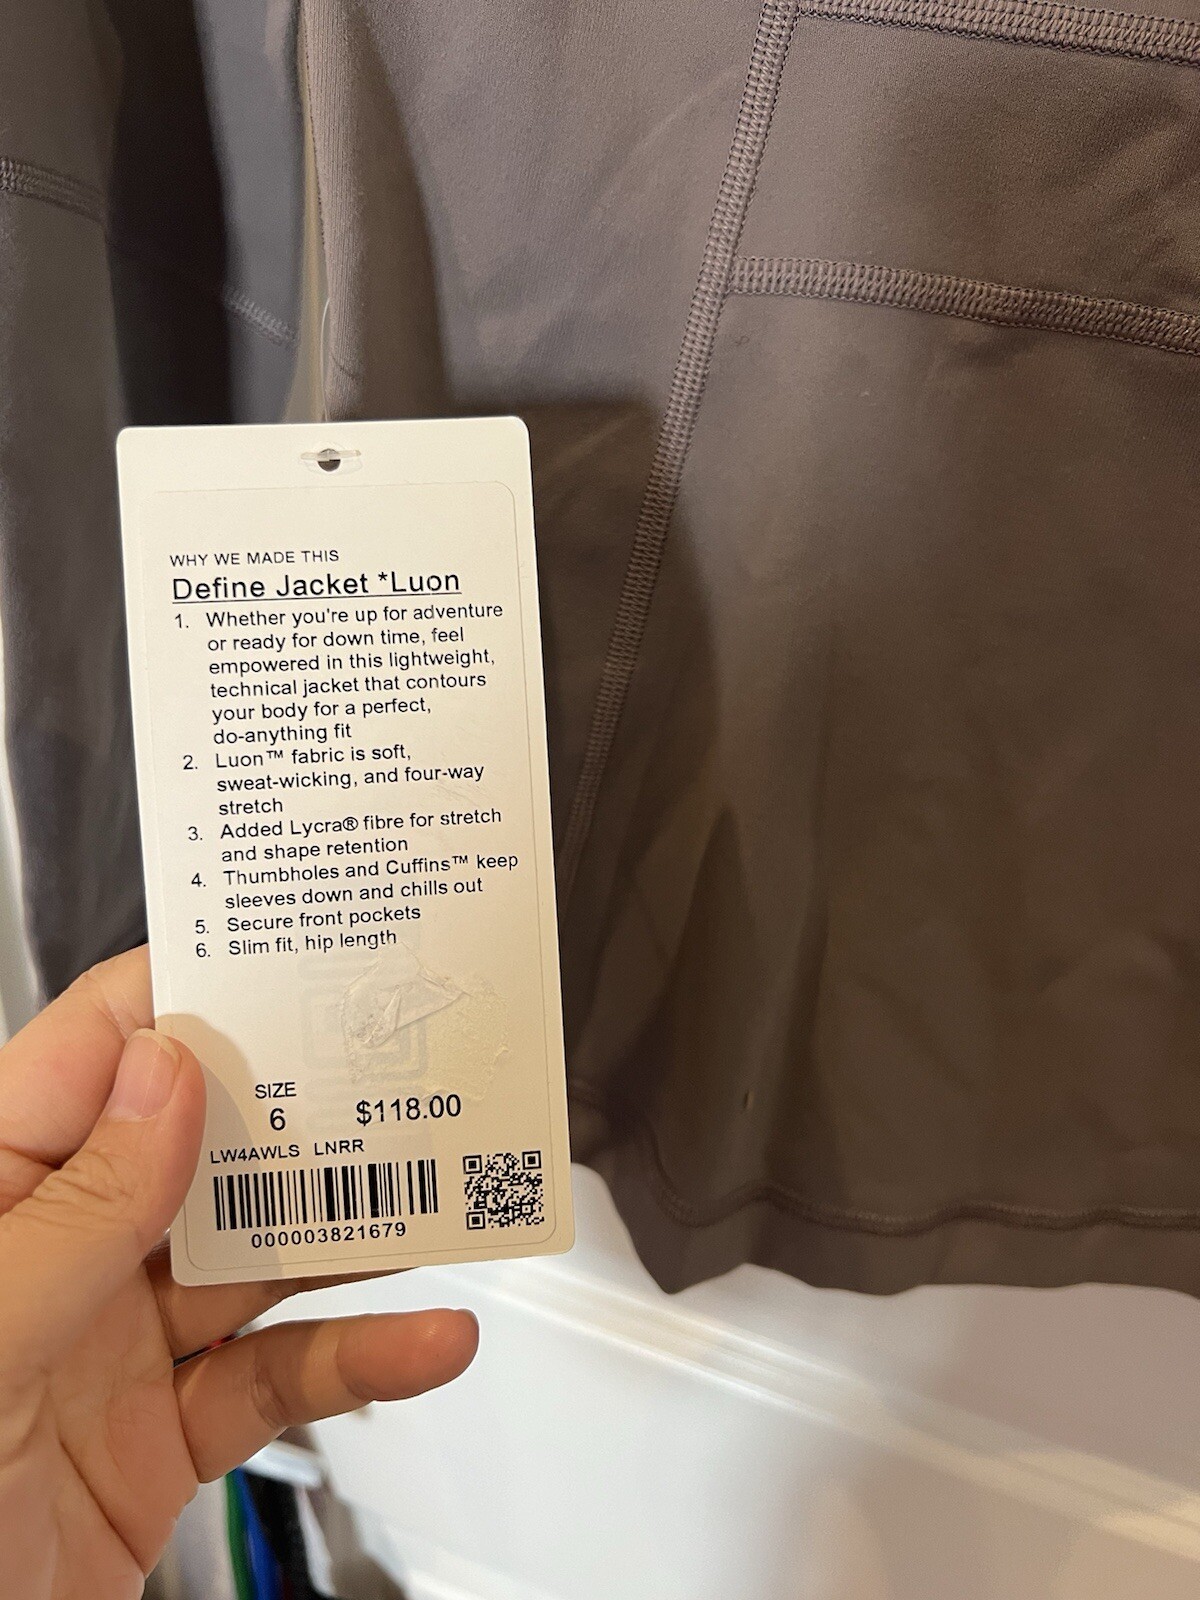 WHY WE MADE THIS
Define Jacket *Luon
1. Whether you're up for adventure
or ready for down time, feel
empowered in this lightweight,
technical jacket that contours
your body for a perfect,
do-anything fit
2. Luon™ fabric is soft,
sweat-wicking, and four-way
stretch
3. Added Lycra® fibre for stretch
and shape retention
4. Thumbholes and Cuffins™ keep
sleeves down and chills out
5. Secure front pockets
6. Slim fit, hip length
SIZE
6 $118.00
LW4AWLS LNRR
000003821679